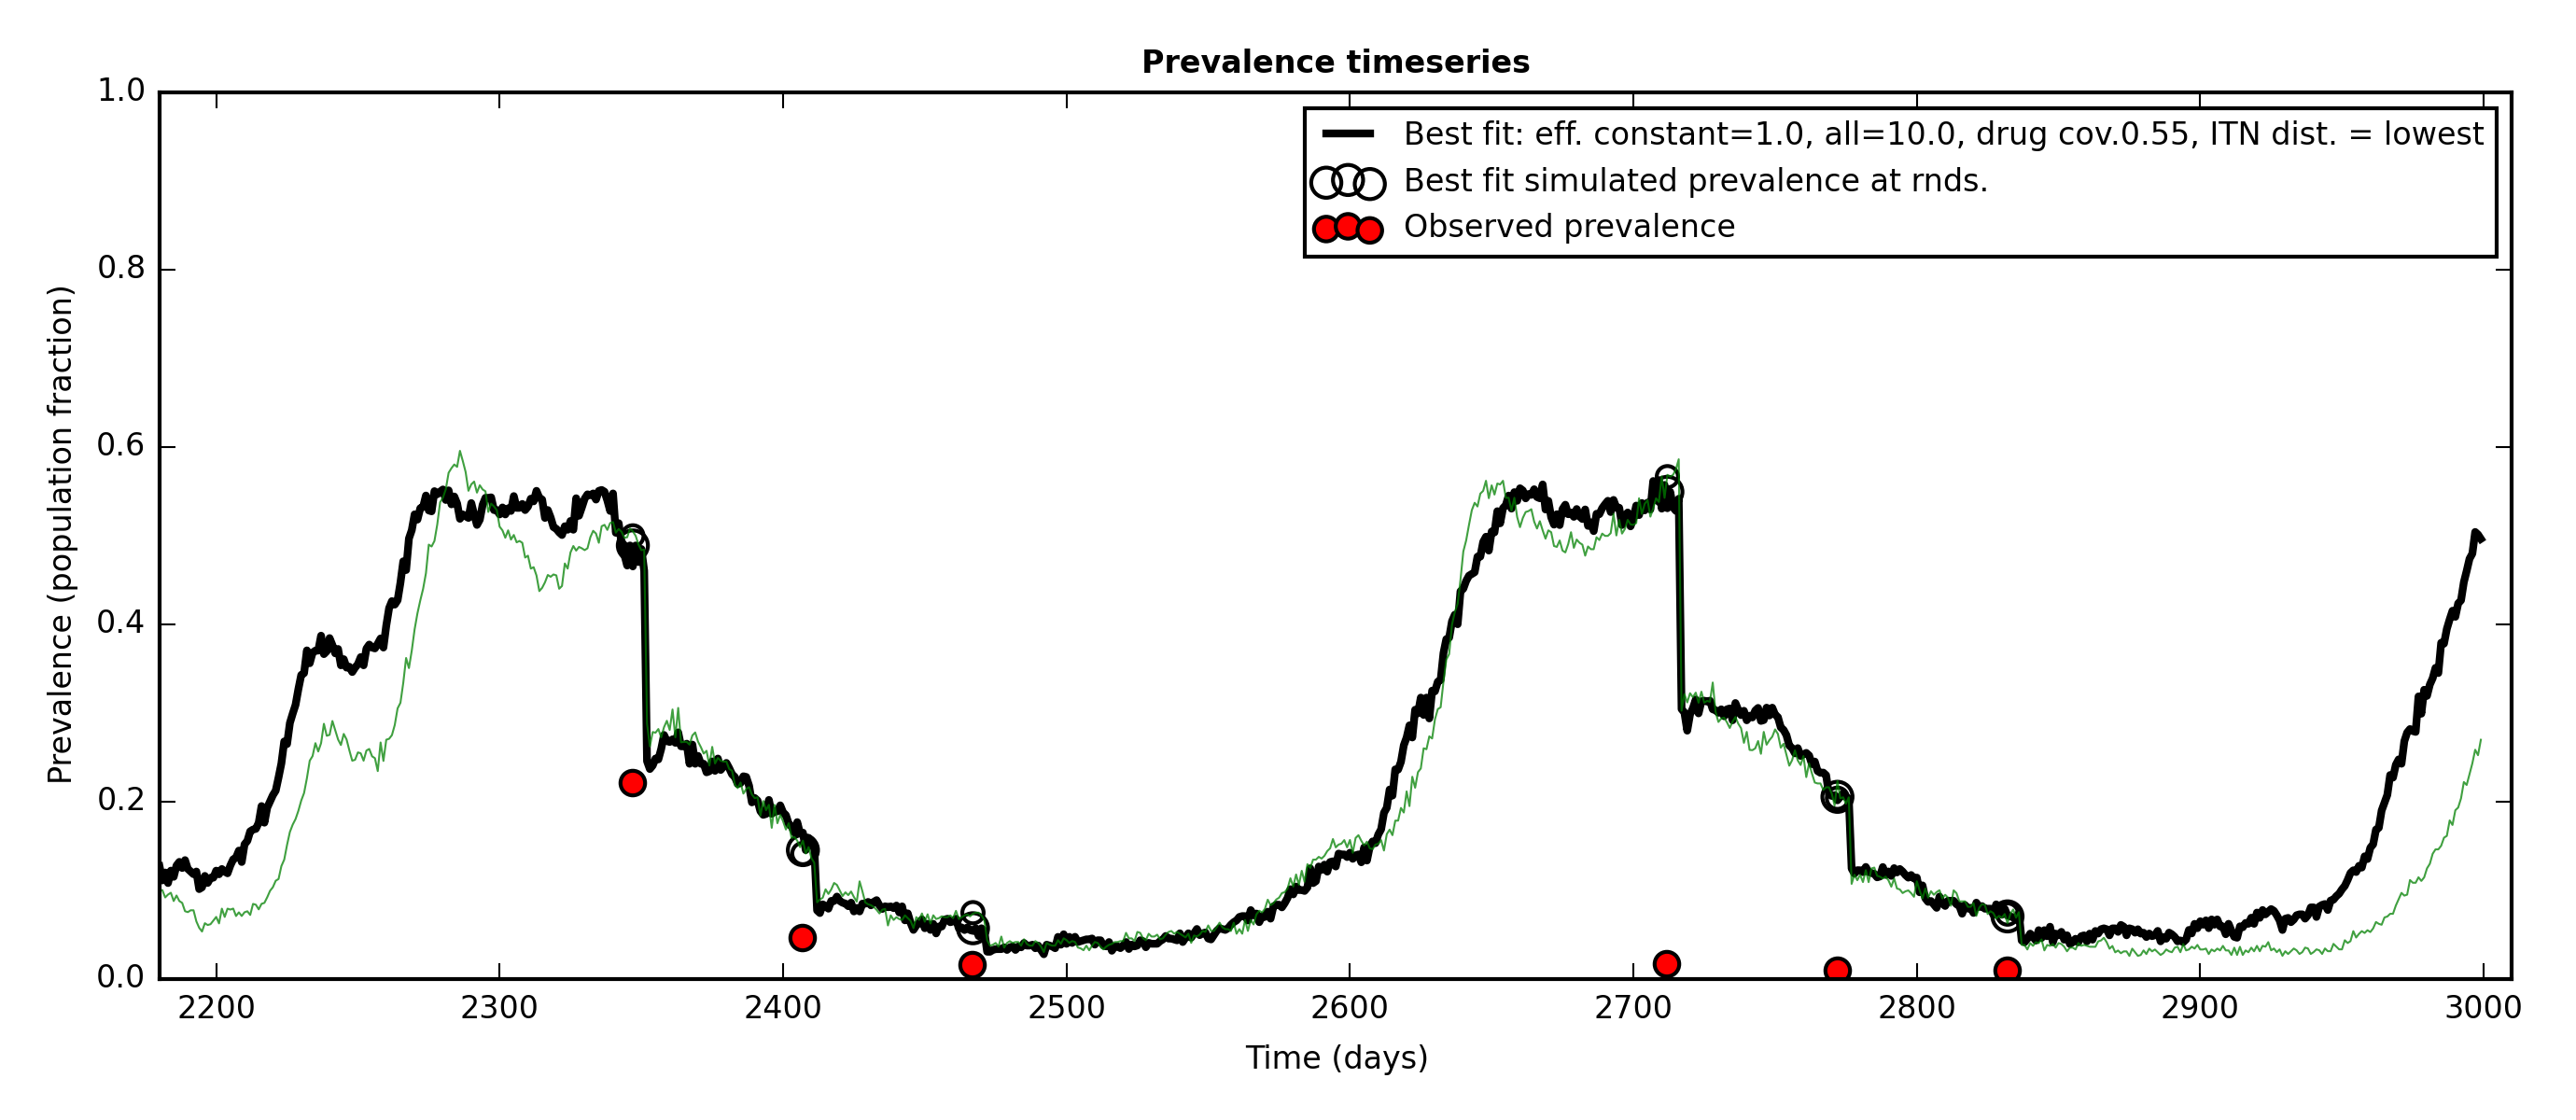 Prevalence timeseries
Best fit: eff. constant=1.0, all=10.0, drug cov.0.55, ITN dist. = lowest
Best fit simulated prevalence at rnds.
Observed prevalence
Prevalence (population fraction)
1.0
0.8
0.6
0.4
0.2
0.0
2200 2300 2400 2500 2600 2700 2800 2900 3000
Time (days)